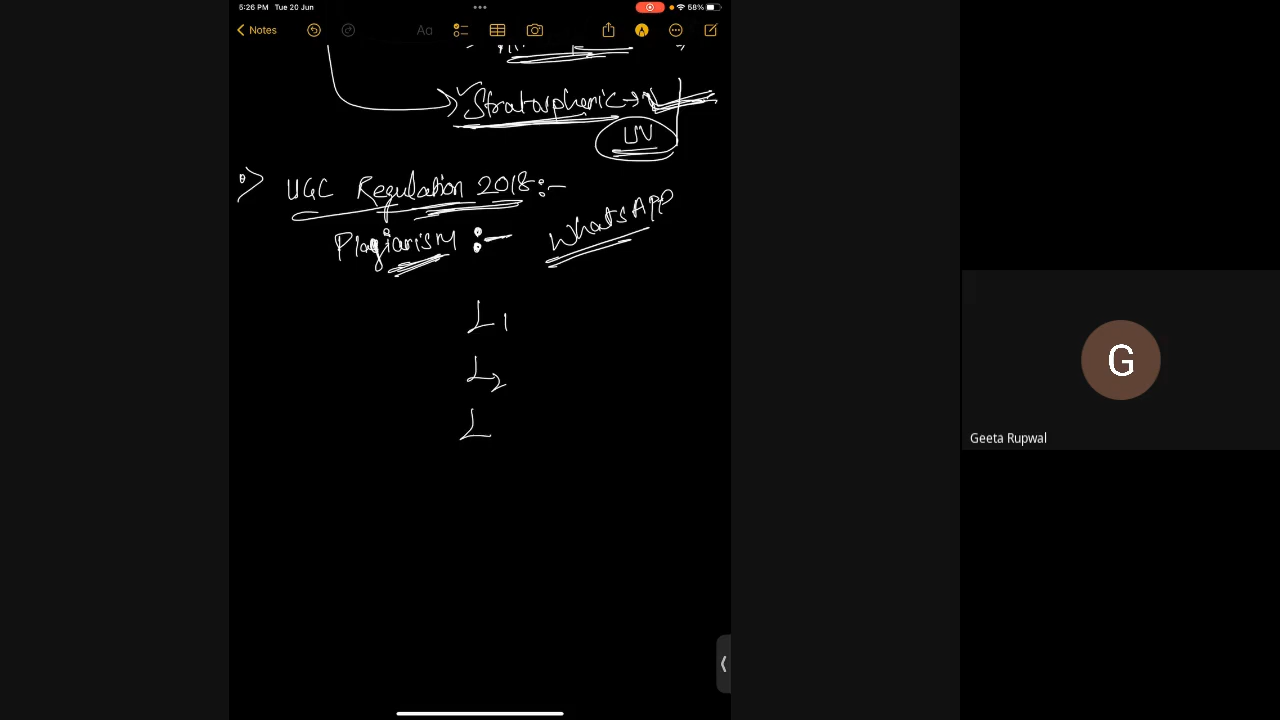 5:26 PM Tue 20 Jun
58%
Notes
Aa
Stratospheric →
UV
UGC Regulation 2018:-
Plagiarism :-
WhatsAPP
L1
L2
L
G
Geeta Rupwal